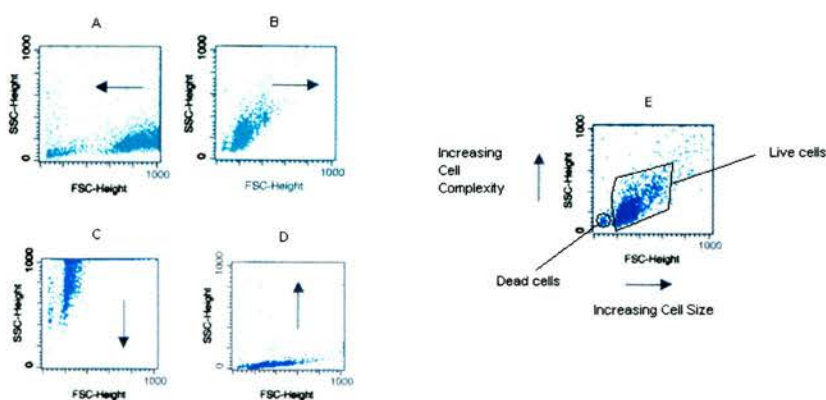 A
1000
SSC-Height
0
FSC-Height
1000
B
1000
SSC-Height
0
FSC-Height
1000
C
1000
SSC-Height
0
FSC-Height
1000
D
1000
SSC-Height
0
FSC-Height
1000
E
Increasing
Cell
Complexity
1000
SSC-Height
0
FSC-Height
1000
Live cells
Dead cells
Increasing Cell Size